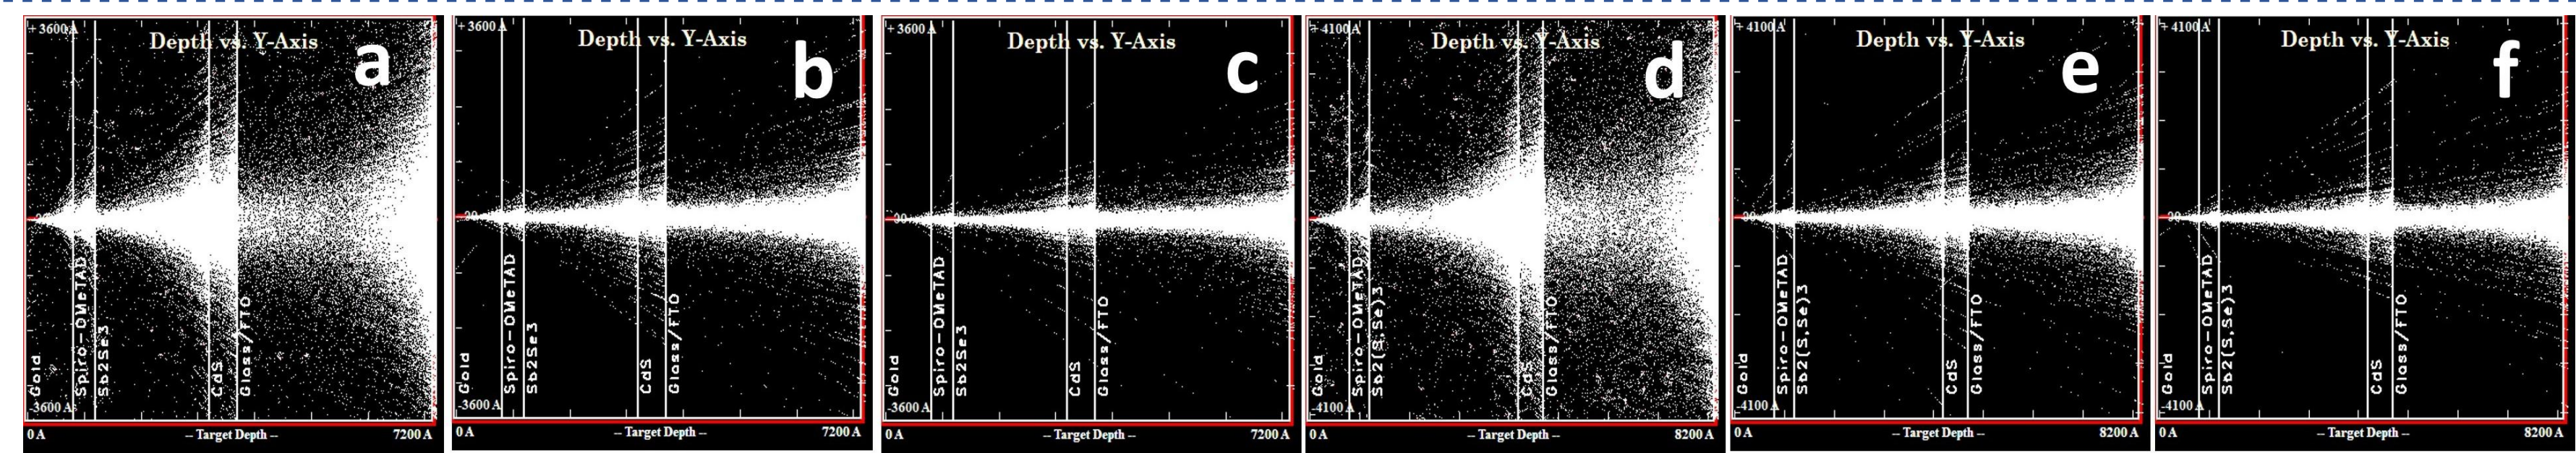 +3600 A
Depth vs. Y-Axis
a
Gold
Spiro-OMeTAD
Sb2Se3
CdS
Glass/FTO
-3600 A
0 A
-- Target Depth --
7200 A
+3600 A
Depth vs. Y-Axis
b
Gold
Spiro-OMeTAD
Sb2Se3
CdS
Glass/FTO
-3600 A
0 A
-- Target Depth --
7200 A
+3600 A
Depth vs. Y-Axis
c
Gold
Spiro-OMeTAD
Sb2Se3
CdS
Glass/FTO
-3600 A
0 A
-- Target Depth --
7200 A
+4100 A
Depth vs. Y-Axis
d
Gold
Spiro-OMeTAD
Sb2(S,Se)3
CdS
Glass/FTO
-4100 A
0 A
-- Target Depth --
8200 A
+4100 A
Depth vs. Y-Axis
e
Gold
Spiro-OMeTAD
Sb2(S,Se)3
CdS
Glass/FTO
-4100 A
0 A
-- Target Depth --
8200 A
+4100 A
Depth vs. Y-Axis
f
Gold
Spiro-OMeTAD
Sb2(S,Se)3
CdS
Glass/FTO
-4100 A
0 A
-- Target Depth --
8200 A